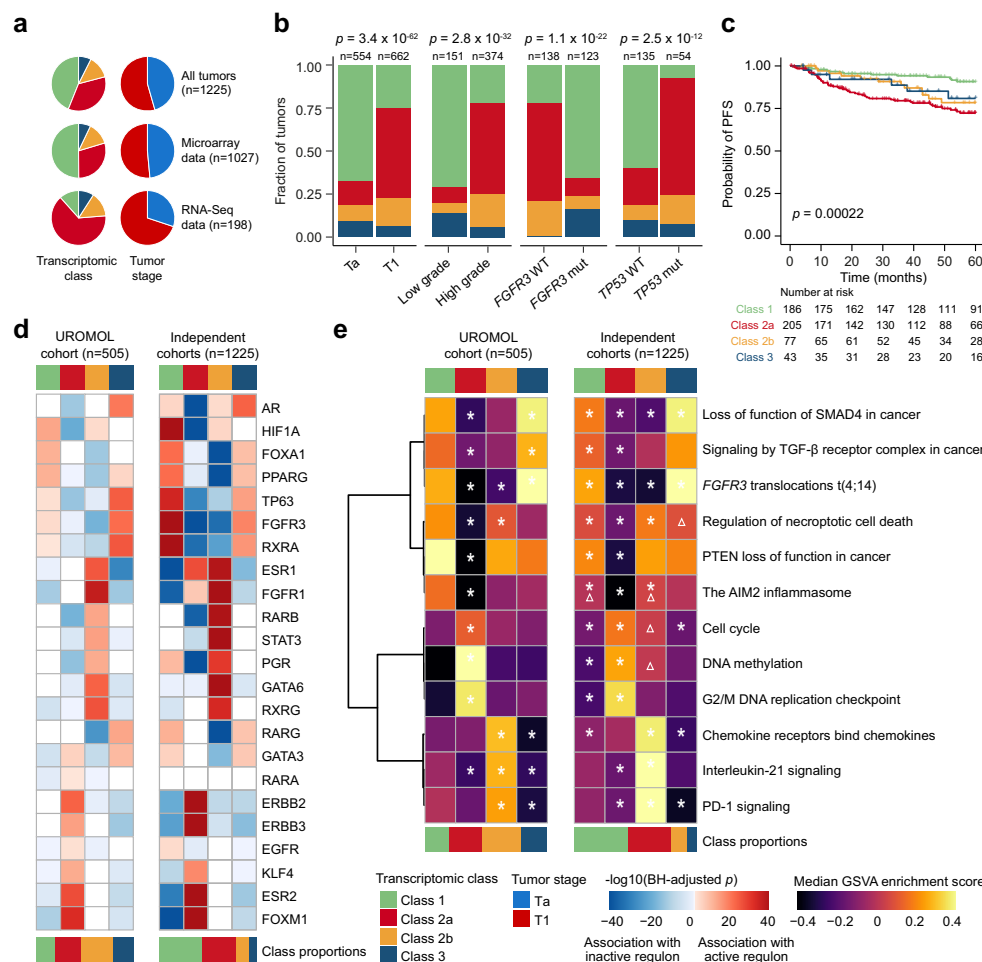 a
All tumors
(n=1225)
Microarray
data (n=1027)
RNA-Seq
data (n=198)
Transcriptomic
class
Tumor
stage
b
p = 3.4 x 10-62
p = 2.8 x 10-32
p = 1.1 x 10-22
p = 2.5 x 10-12
n=554 n=662
n=151 n=374
n=138 n=123
n=135 n=54
Fraction of tumors
1.00
0.75
0.50
0.25
0.00
Ta
T1
Low grade
High grade
FGFR3 WT
FGFR3 mut
TP53 WT
TP53 mut
c
Probability of PFS
1.00
0.75
0.50
0.25
0.00
p = 0.00022
0 10 20 30 40 50 60
Time (months)
Number at risk
Class 1 186 175 162 147 128 111 91
Class 2a 205 171 142 130 112 88 66
Class 2b 77 65 61 52 45 34 28
Class 3 43 35 31 28 23 20 16
d
UROMOL
cohort (n=505)
Independent
cohorts (n=1225)
AR
HIF1A
FOXA1
PPARG
TP63
FGFR3
RXRA
ESR1
FGFR1
RARB
STAT3
PGR
GATA6
RXRG
RARG
GATA3
RARA
ERBB2
ERBB3
EGFR
KLF4
ESR2
FOXM1
Class proportions
e
UROMOL
cohort (n=505)
Independent
cohorts (n=1225)
Loss of function of SMAD4 in cancer
Signaling by TGF-β receptor complex in cancer
FGFR3 translocations t(4;14)
Regulation of necroptotic cell death
PTEN loss of function in cancer
The AIM2 inflammasome
Cell cycle
DNA methylation
G2/M DNA replication checkpoint
Chemokine receptors bind chemokines
Interleukin-21 signaling
PD-1 signaling
Class proportions
Transcriptomic class
Class 1
Class 2a
Class 2b
Class 3
Tumor stage
Ta
T1
-log10(BH-adjusted p)
-40 -20 0 20 40
Association with
inactive regulon
Association with
active regulon
Median GSVA enrichment score
-0.4 -0.2 0 0.2 0.4